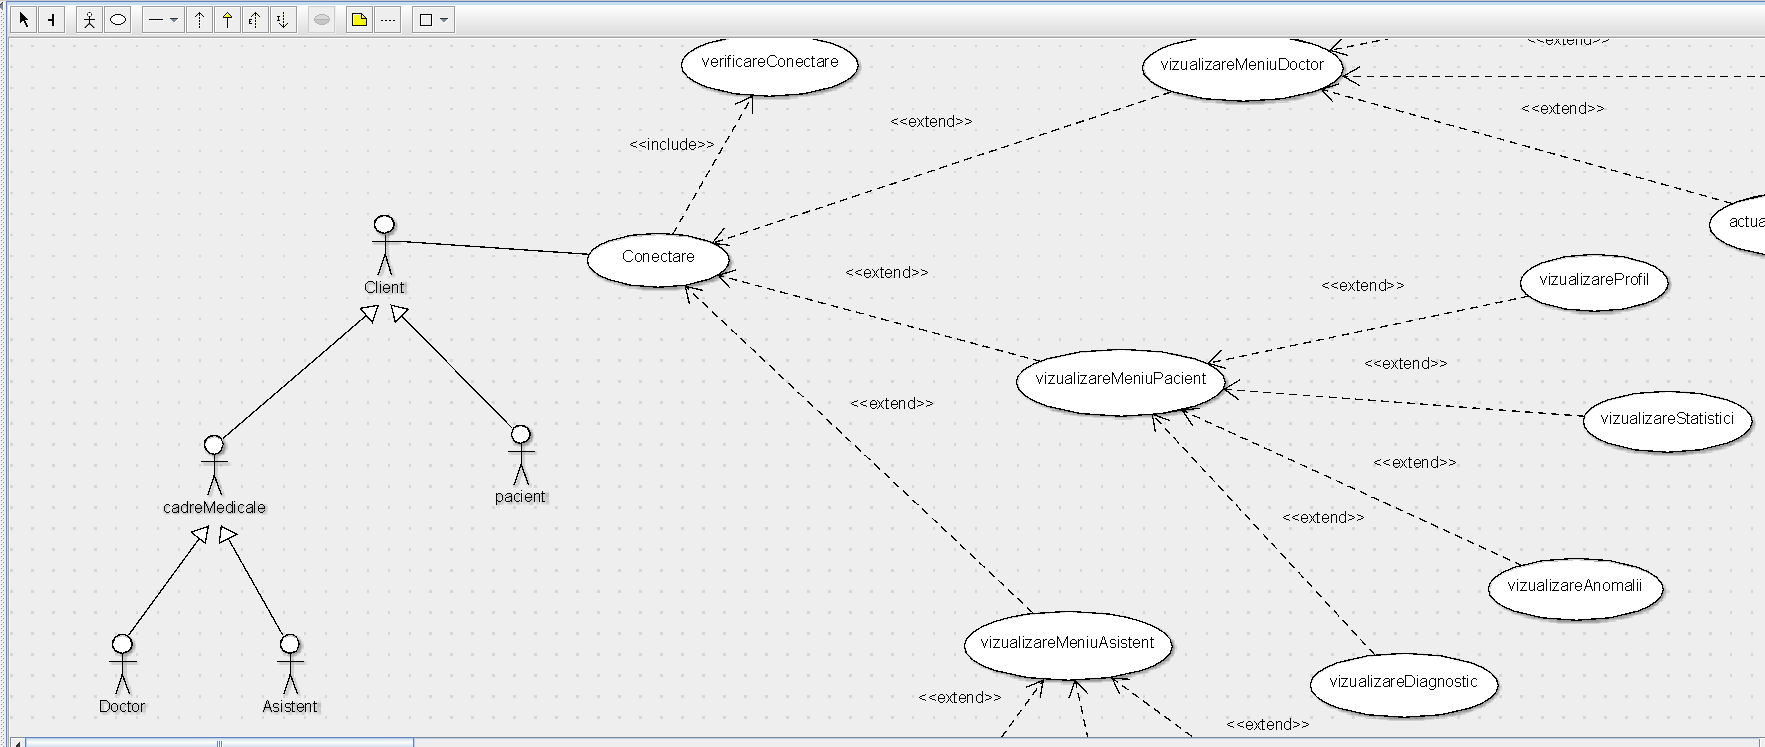 <<extend>>
verificareConectare
vizualizareMeniuDoctor
<<extend>>
<<extend>>
<<include>>
Conectare
Client
<<extend>>
vizualizareProfil
<<extend>>
<<extend>>
vizualizareMeniuPacient
<<extend>>
vizualizareStatistici
<<extend>>
cadreMedicale
pacient
<<extend>>
vizualizareAnomalii
vizualizareMeniuAsistent
vizualizareDiagnostic
<<extend>>
Doctor
Asistent
<<extend>>